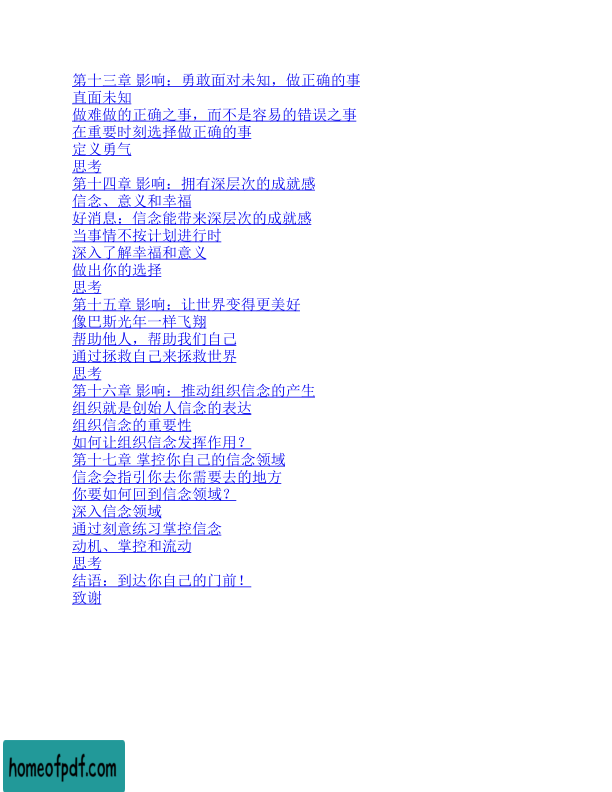 第十三章 影响：勇敢面对未知，做正确的事
直面未知
做难做的正确之事，而不是容易的错误之事
在重要时刻选择做正确的事
定义勇气
思考
第十四章 影响：拥有深层次的成就感
信念、意义和幸福
好消息：信念能带来深层次的成就感
当事情不按计划进行时
深入了解幸福和意义
做出你的选择
思考
第十五章 影响：让世界变得更美好
像巴斯光年一样飞翔
帮助他人，帮助我们自己
通过拯救自己来拯救世界
思考
第十六章 影响：推动组织信念的产生
组织就是创始人信念的表达
组织信念的重要性
如何让组织信念发挥作用？
第十七章 掌控你自己的信念领域
信念会指引你去你需要去的地方
你要如何回到信念领域？
深入信念领域
通过刻意练习掌控信念
动机、掌控和流动
思考
结语：到达你自己的门前！
致谢
homeofpdf.com